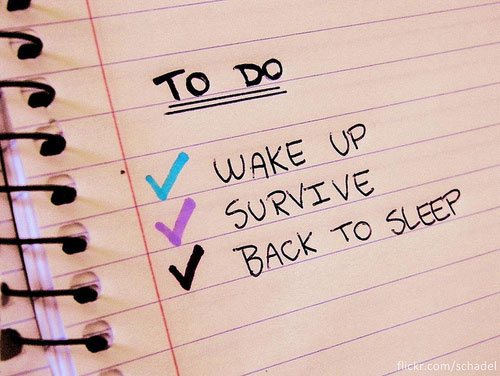 TO DO
WAKE UP
SURVIVE
BACK TO SLEEP
flickr.com/schadel